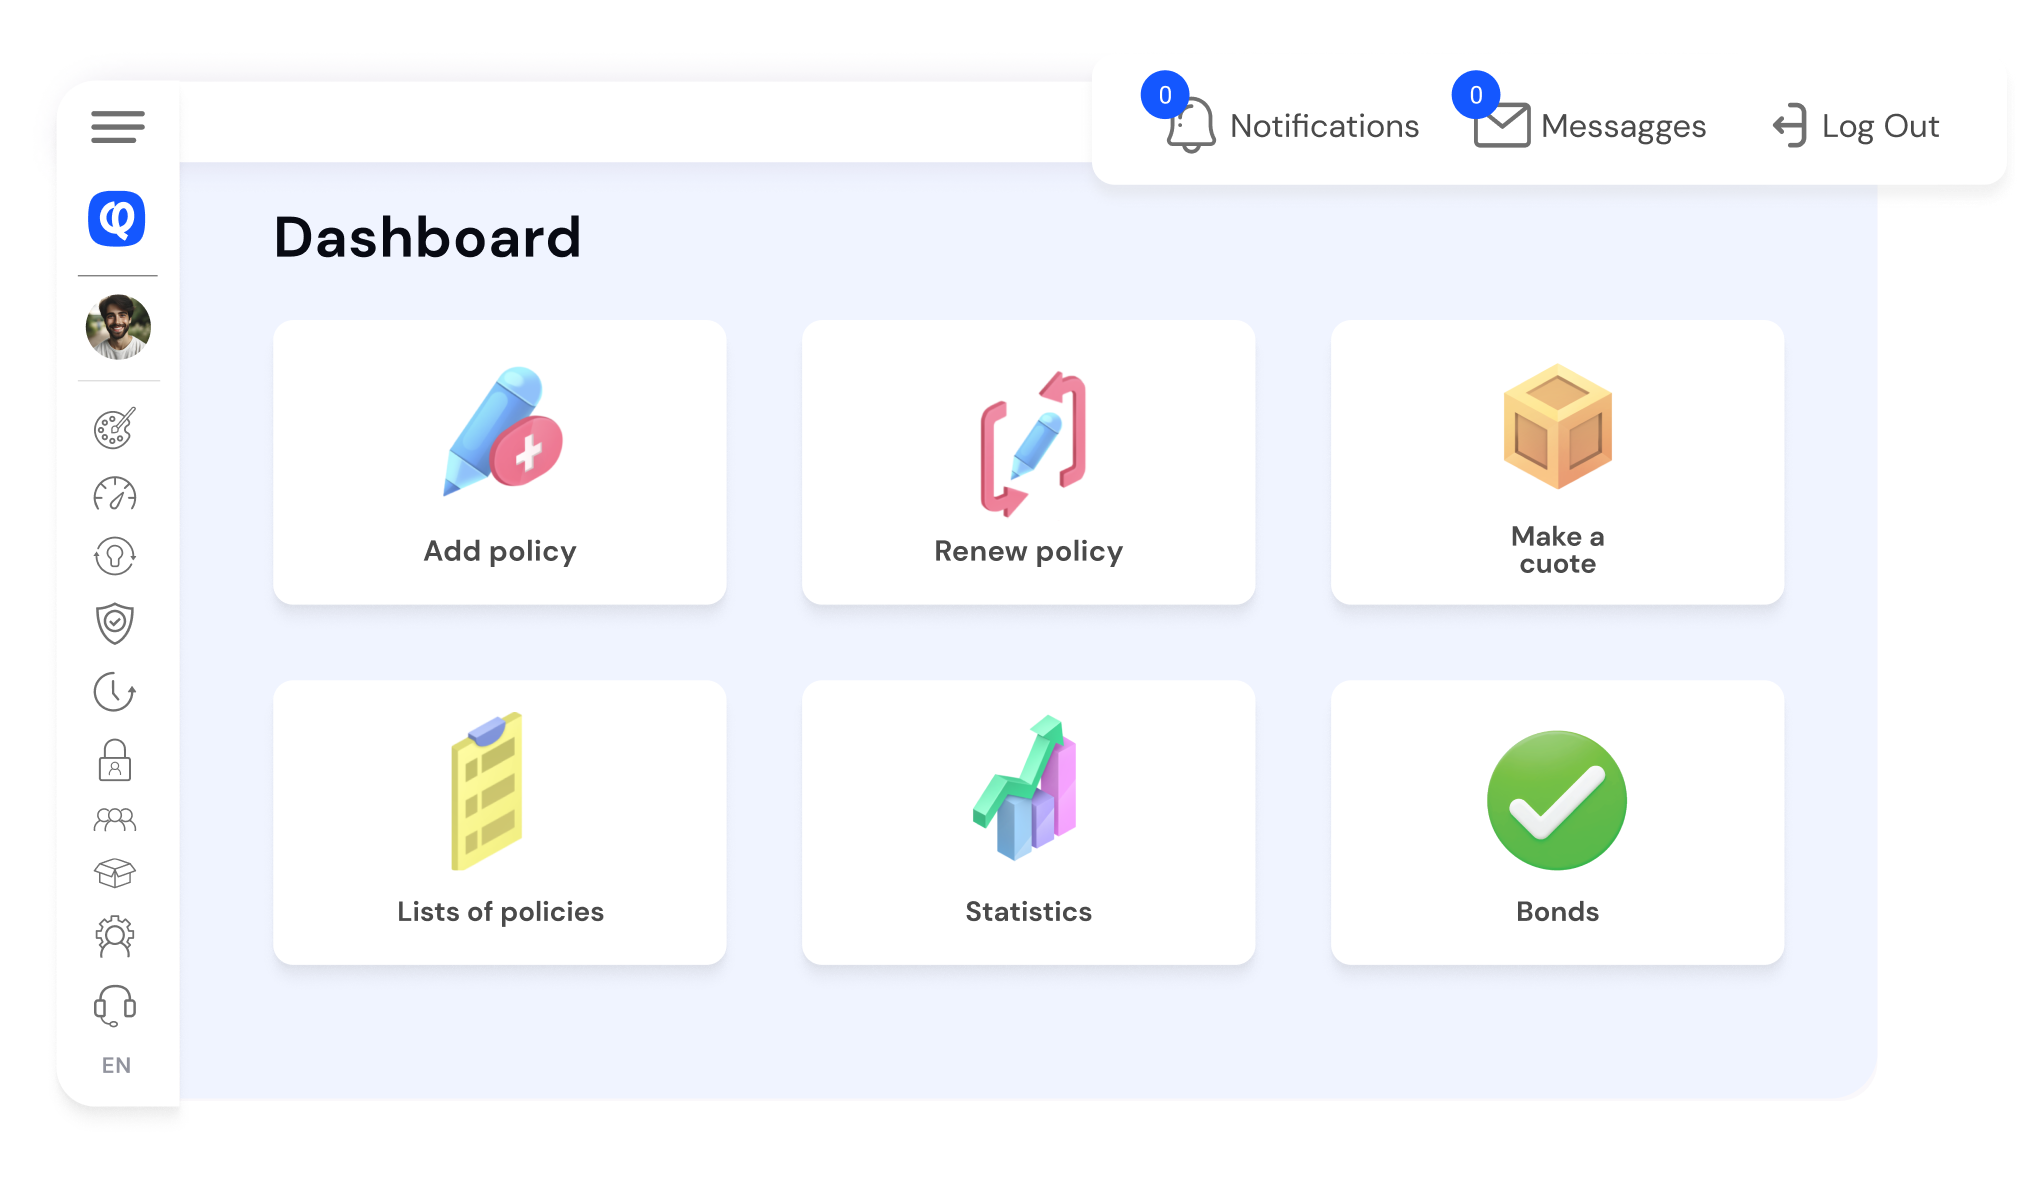 0 Notifications 0 Messagges Log Out
Dashboard
Add policy
Renew policy
Make a
cuote
Lists of policies
Statistics
Bonds
EN